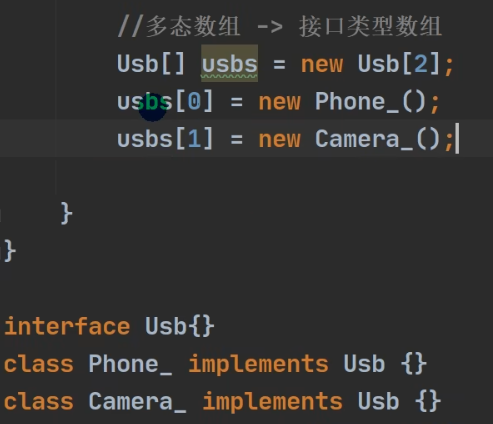 //多态数组 -> 接口类型数组
Usb[] usbs = new Usb[2];
usbs[0] = new Phone_();
usbs[1] = new Camera_();
}
}
interface Usb{}
class Phone_ implements Usb {}
class Camera_ implements Usb {}